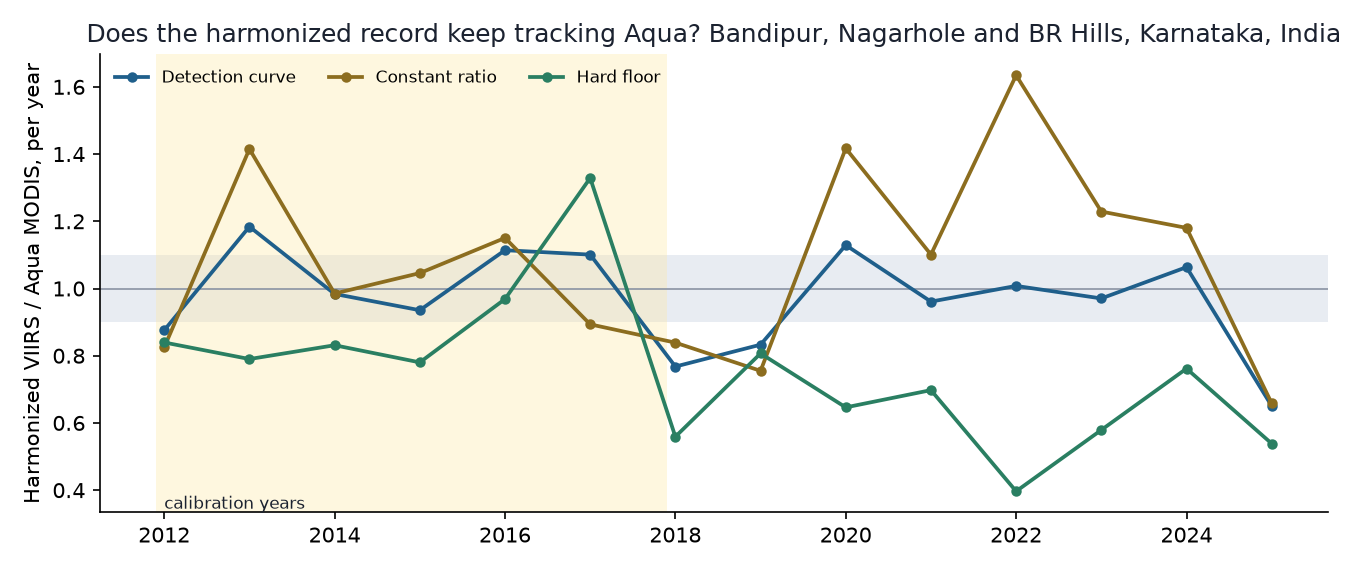 Does the harmonized record keep tracking Aqua? Bandipur, Nagarhole and BR Hills, Karnataka, India
Detection curve
Constant ratio
Hard floor
Harmonized VIIRS / Aqua MODIS, per year
1.6
1.4
1.2
1.0
0.8
0.6
0.4
calibration years
2012
2014
2016
2018
2020
2022
2024